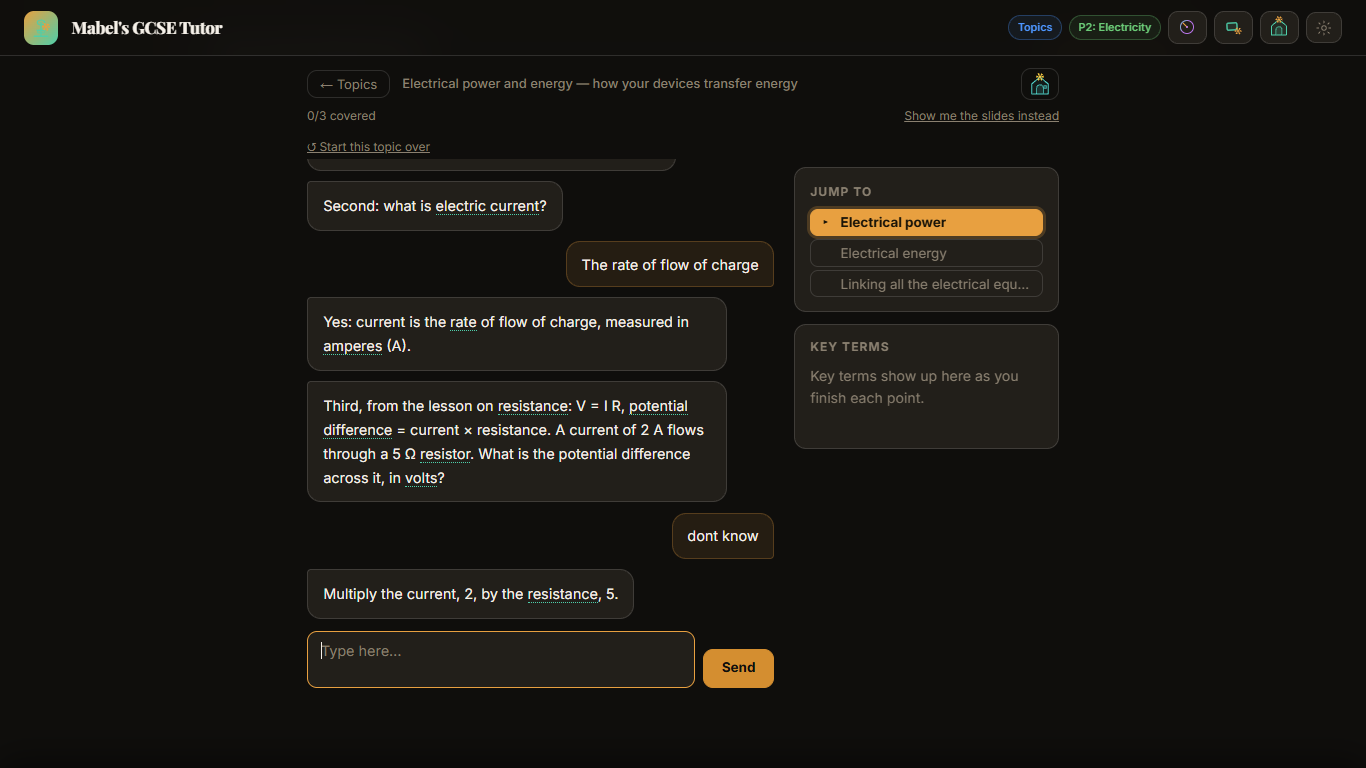 Mabel's GCSE Tutor
Topics
P2: Electricity
← Topics
Electrical power and energy — how your devices transfer energy
0/3 covered
Show me the slides instead
↺ Start this topic over
Second: what is electric current?
The rate of flow of charge
Yes: current is the rate of flow of charge, measured in
amperes (A).
Third, from the lesson on resistance: V = I R, potential
difference = current × resistance. A current of 2 A flows
through a 5 Ω resistor. What is the potential difference
across it, in volts?
dont know
Multiply the current, 2, by the resistance, 5.
Type here...
Send
JUMP TO
‣ Electrical power
Electrical energy
Linking all the electrical equ...
KEY TERMS
Key terms show up here as you
finish each point.